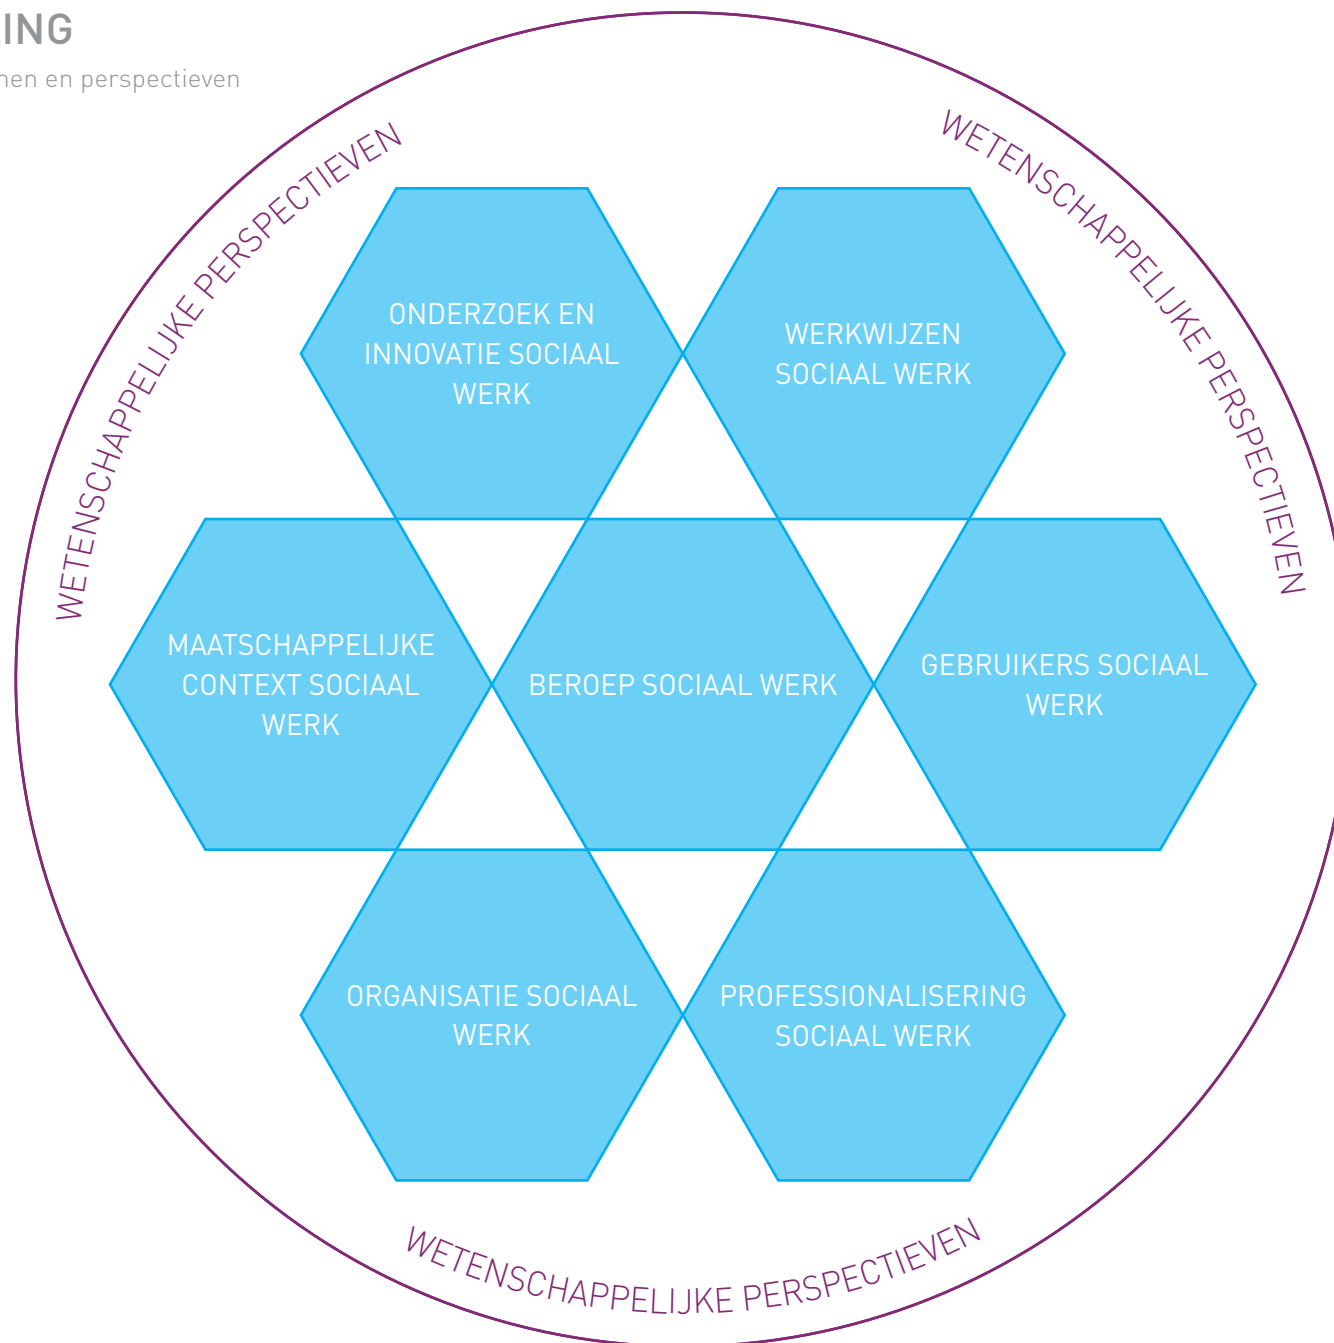 ING
nen en perspectieven
WETENSCHAPPELIJKE PERSPECTIEVEN
WETENSCHAPPELIJKE PERSPECTIEVEN
ONDERZOEK EN
INNOVATIE SOCIAAL
WERK
WERKWIJZEN
SOCIAAL WERK
MAATSCHAPPELIJKE
CONTEXT SOCIAAL
WERK
BEROEP SOCIAAL WERK
GEBRUIKERS SOCIAAL
WERK
ORGANISATIE SOCIAAL
WERK
PROFESSIONALISERING
SOCIAAL WERK
WETENSCHAPPELIJKE PERSPECTIEVEN